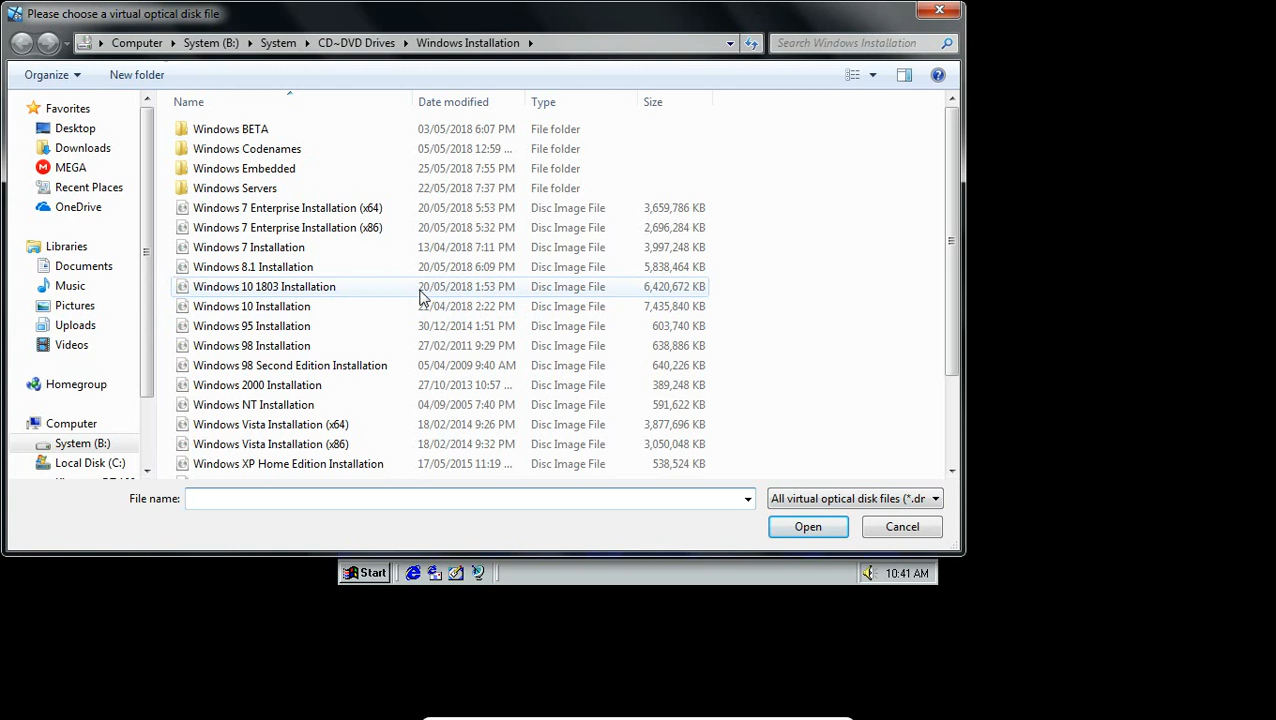 Please choose a virtual optical disk file
Computer System (B:) System CD~DVD Drives Windows Installation Search Windows Installation
Organize New folder
Name Date modified Type Size
Favorites
Desktop
Downloads
MEGA
Recent Places
OneDrive
Libraries
Documents
Music
Pictures
Uploads
Videos
Homegroup
Computer
System (B:)
Local Disk (C:)
Windows BETA 03/05/2018 6:07 PM File folder
Windows Codenames 05/05/2018 12:59 ... File folder
Windows Embedded 25/05/2018 7:55 PM File folder
Windows Servers 22/05/2018 7:37 PM File folder
Windows 7 Enterprise Installation (x64) 20/05/2018 5:53 PM Disc Image File 3,659,786 KB
Windows 7 Enterprise Installation (x86) 20/05/2018 5:32 PM Disc Image File 2,696,284 KB
Windows 7 Installation 13/04/2018 7:11 PM Disc Image File 3,997,248 KB
Windows 8.1 Installation 20/05/2018 6:09 PM Disc Image File 5,838,464 KB
Windows 10 1803 Installation 20/05/2018 1:53 PM Disc Image File 6,420,672 KB
Windows 10 Installation 2:22 PM Disc Image File 7,435,840 KB
Windows 95 Installation 30/12/2014 1:51 PM Disc Image File 603,740 KB
Windows 98 Installation 27/02/2011 9:29 PM Disc Image File 638,886 KB
Windows 98 Second Edition Installation 05/04/2009 9:40 AM Disc Image File 640,226 KB
Windows 2000 Installation 27/10/2013 10:57 ... Disc Image File 389,248 KB
Windows NT Installation 04/09/2005 7:40 PM Disc Image File 591,622 KB
Windows Vista Installation (x64) 18/02/2014 9:26 PM Disc Image File 3,877,696 KB
Windows Vista Installation (x86) 18/02/2014 9:32 PM Disc Image File 3,050,048 KB
Windows XP Home Edition Installation 17/05/2015 11:19 ... Disc Image File 538,524 KB
File name: All virtual optical disk files (*.dr
Open Cancel
Start 10:41 AM